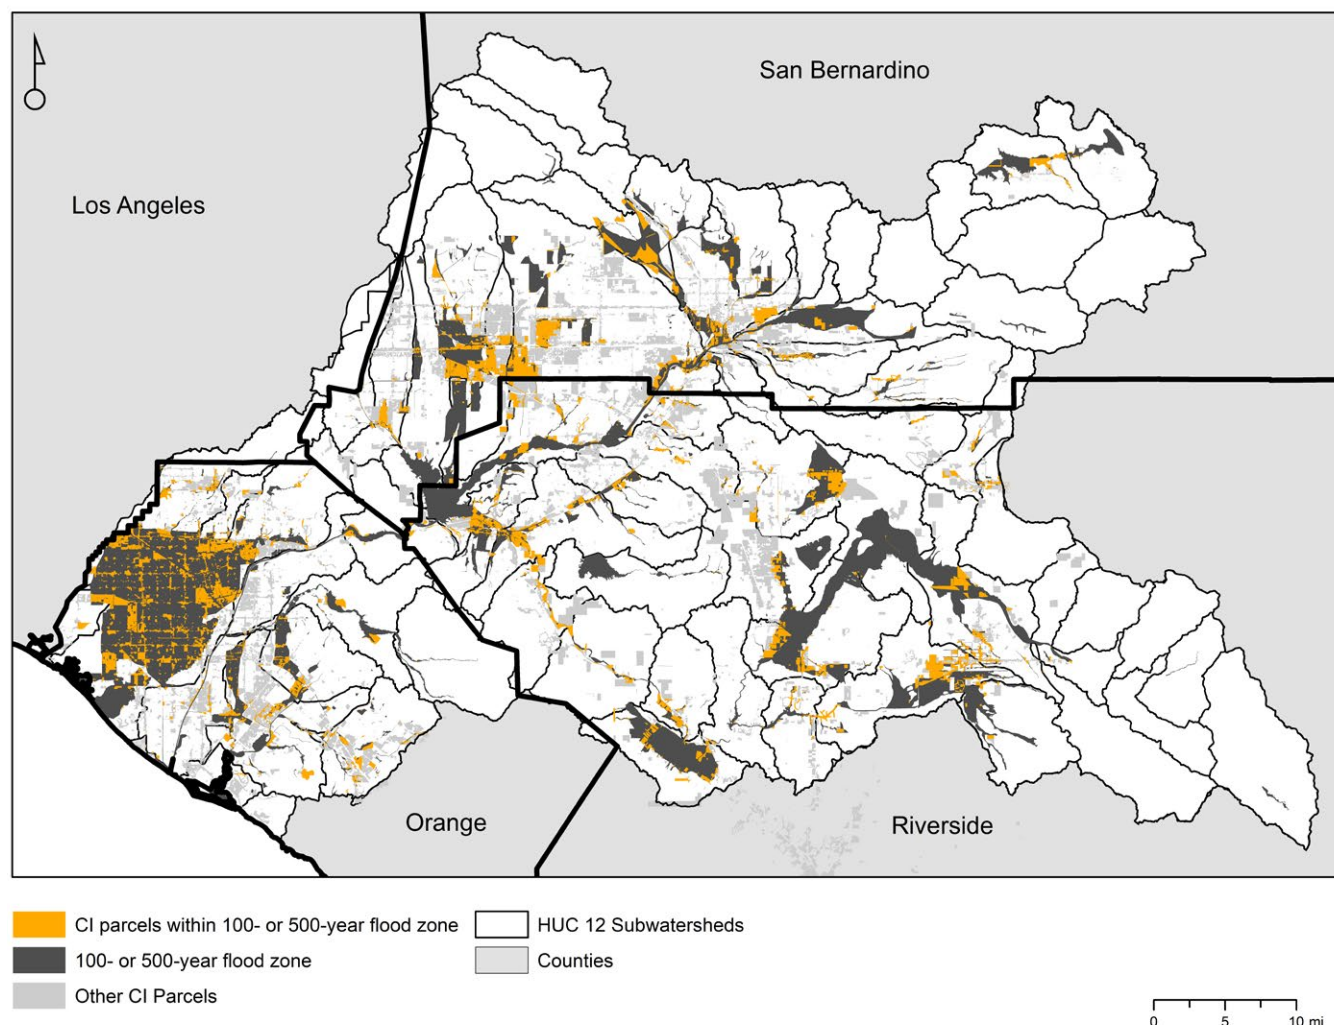 San Bernardino
Los Angeles
Orange
Riverside
CI parcels within 100- or 500-year flood zone
100- or 500-year flood zone
Other CI Parcels
HUC 12 Subwatersheds
Counties
0 5 10 mi